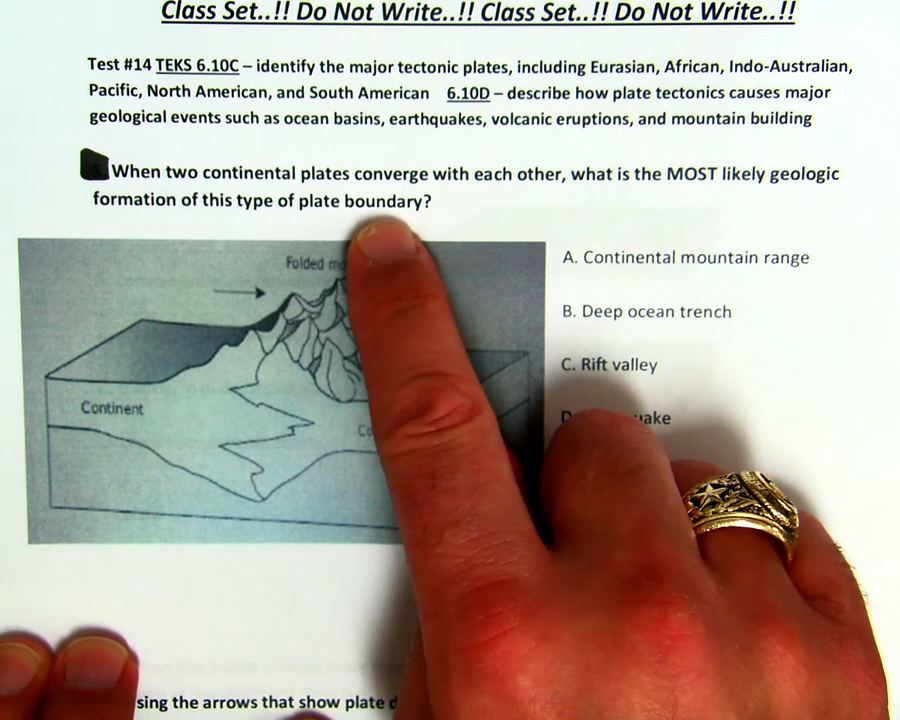 Class Set..!! Do Not Write..!! Class Set..!! Do Not Write..!!
Test #14 TEKS 6.10C – identify the major tectonic plates, including Eurasian, African, Indo-Australian,
Pacific, North American, and South American 6.10D – describe how plate tectonics causes major
geological events such as ocean basins, earthquakes, volcanic eruptions, and mountain building
When two continental plates converge with each other, what is the MOST likely geologic
formation of this type of plate boundary?
Folded
Continent
A. Continental mountain range
B. Deep ocean trench
C. Rift valley
sing the arrows that show plate